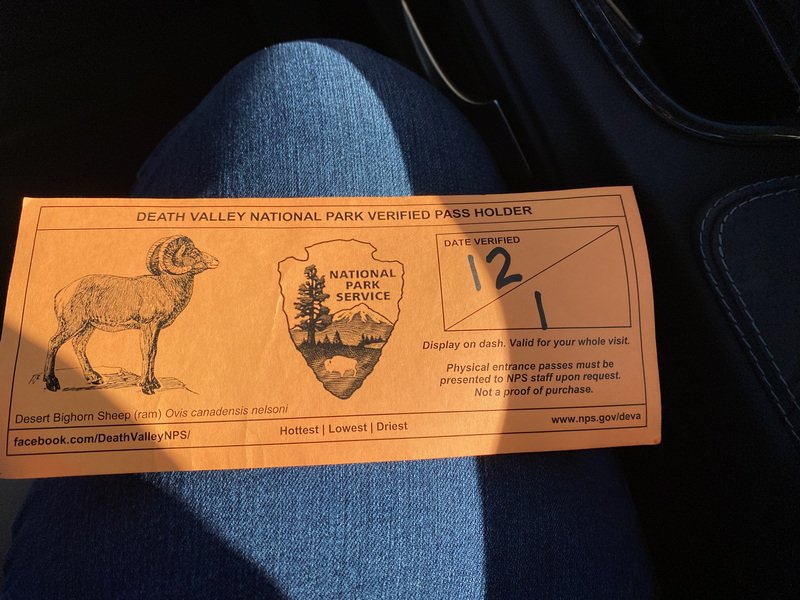 DEATH VALLEY NATIONAL PARK VERIFIED PASS HOLDER
NATIONAL
PARK
SERVICE
DATE VERIFIED
12
1
Display on dash. Valid for your whole visit.
Physical entrance passes must be
presented to NPS staff upon request.
Not a proof of purchase.
Desert Bighorn Sheep (ram) Ovis canadensis nelsoni
facebook.com/DeathValleyNPS/
Hottest | Lowest | Driest
www.nps.gov/deva